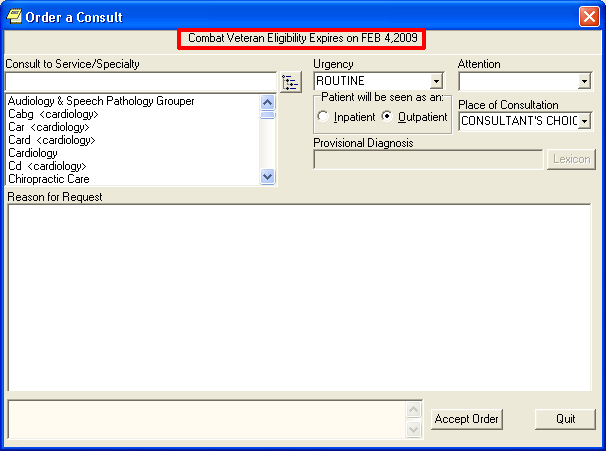 Order a Consult
Combat Veteran Eligibility Expires on FEB 4,2009
Consult to Service/Specialty
Urgency
Attention
ROUTINE
Audiology & Speech Pathology Grouper
Cabg <cardiology>
Car <cardiology>
Card <cardiology>
Cardiology
Cd <cardiology>
Chiropractic Care
Patient will be seen as an:
Inpatient
Outpatient
Place of Consultation
CONSULTANT'S CHOIC
Provisional Diagnosis
Lexicon
Reason for Request
Accept Order
Quit